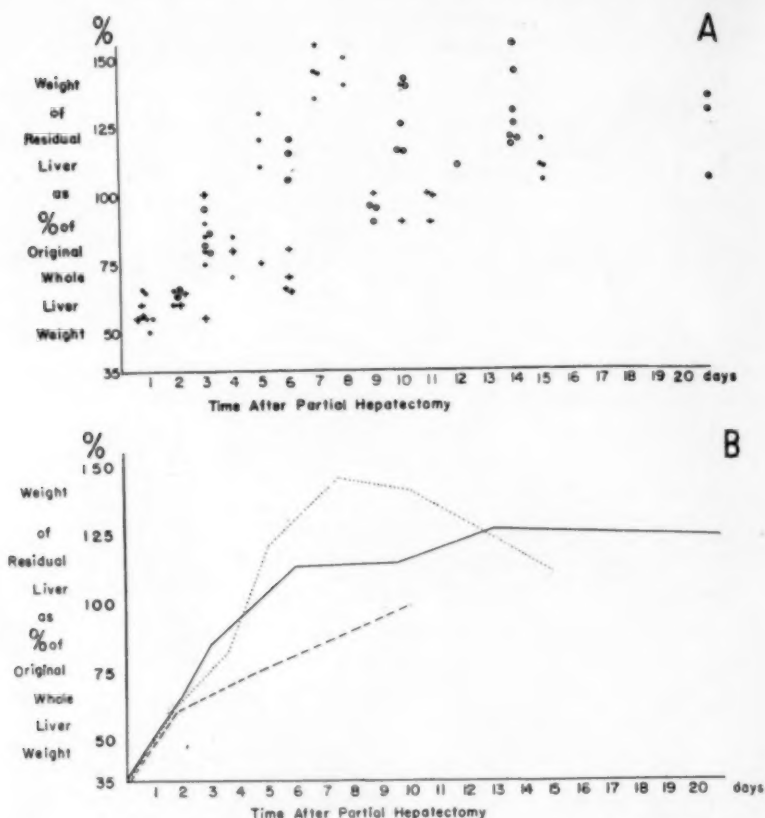 %
A
150
Weight
of
125
Residual
Liver
as
100
% of
Original
75
Whole
Liver
Weight
50
35
1 2 3 4 5 6 7 8 9 10 11 12 14 15 16 17 18 19 20 days
Time After Partial Hepatectomy
%
B
150
Weight
of
125
Residual
Liver
as
100
% of
Original
75
Whole
Liver
Weight
50
35
1 2 3 4 5 6 7 8 9 10 11 12 13 14 15 16 17 18 19 20 days
Time After Partial Hepatectomy